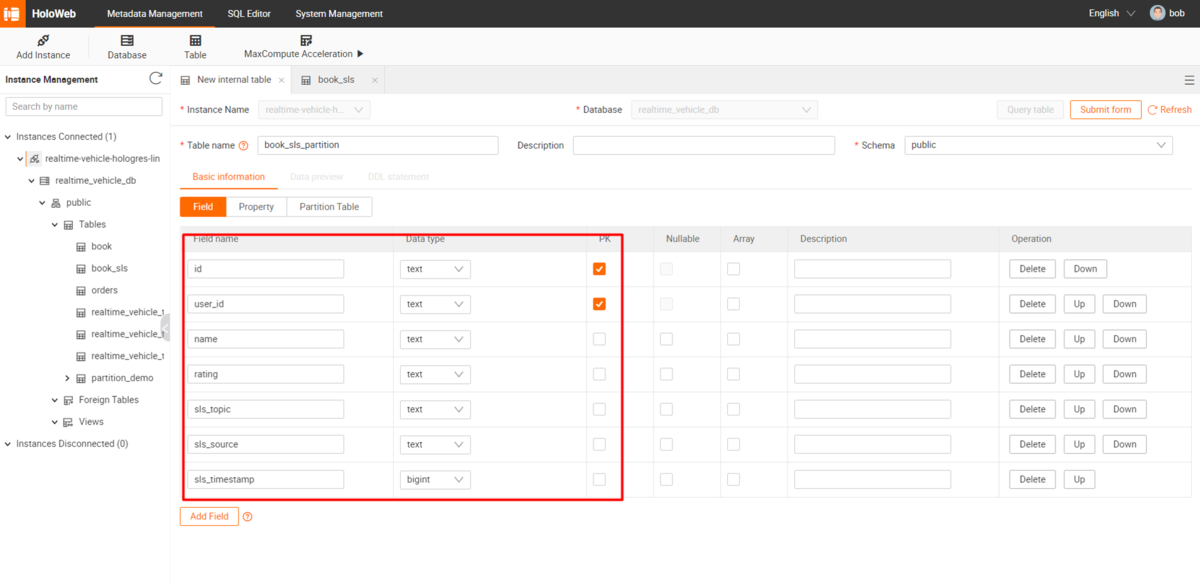 HoloWeb Metadata Management SQL Editor System Management English bob
Add Instance Database Table MaxCompute Acceleration
Instance Management
New internal table book_sls
Search by name
* Instance Name realtime-vehicle-h... * Database realtime_vehicle_db Query table Submit form Refresh
Instances Connected (1)
* Table name book_sls_partition Description * Schema public
realtime-vehicle-hologres-lin
Basic information Data preview DDL statement
realtime_vehicle_db
public
Field Property Partition Table
Tables
Field name Data type PK Nullable Array Description Operation
book
id text Delete Down
book_sls
orders
user_id text Delete Up Down
realtime_vehicle_t
realtime_vehicle_t
name text Delete Up Down
realtime_vehicle_t
partition_demo
rating text Delete Up Down
Foreign Tables
sls_topic text Delete Up Down
Views
Instances Disconnected (0)
sls_source text Delete Up Down
sls_timestamp bigint Delete Up
Add Field